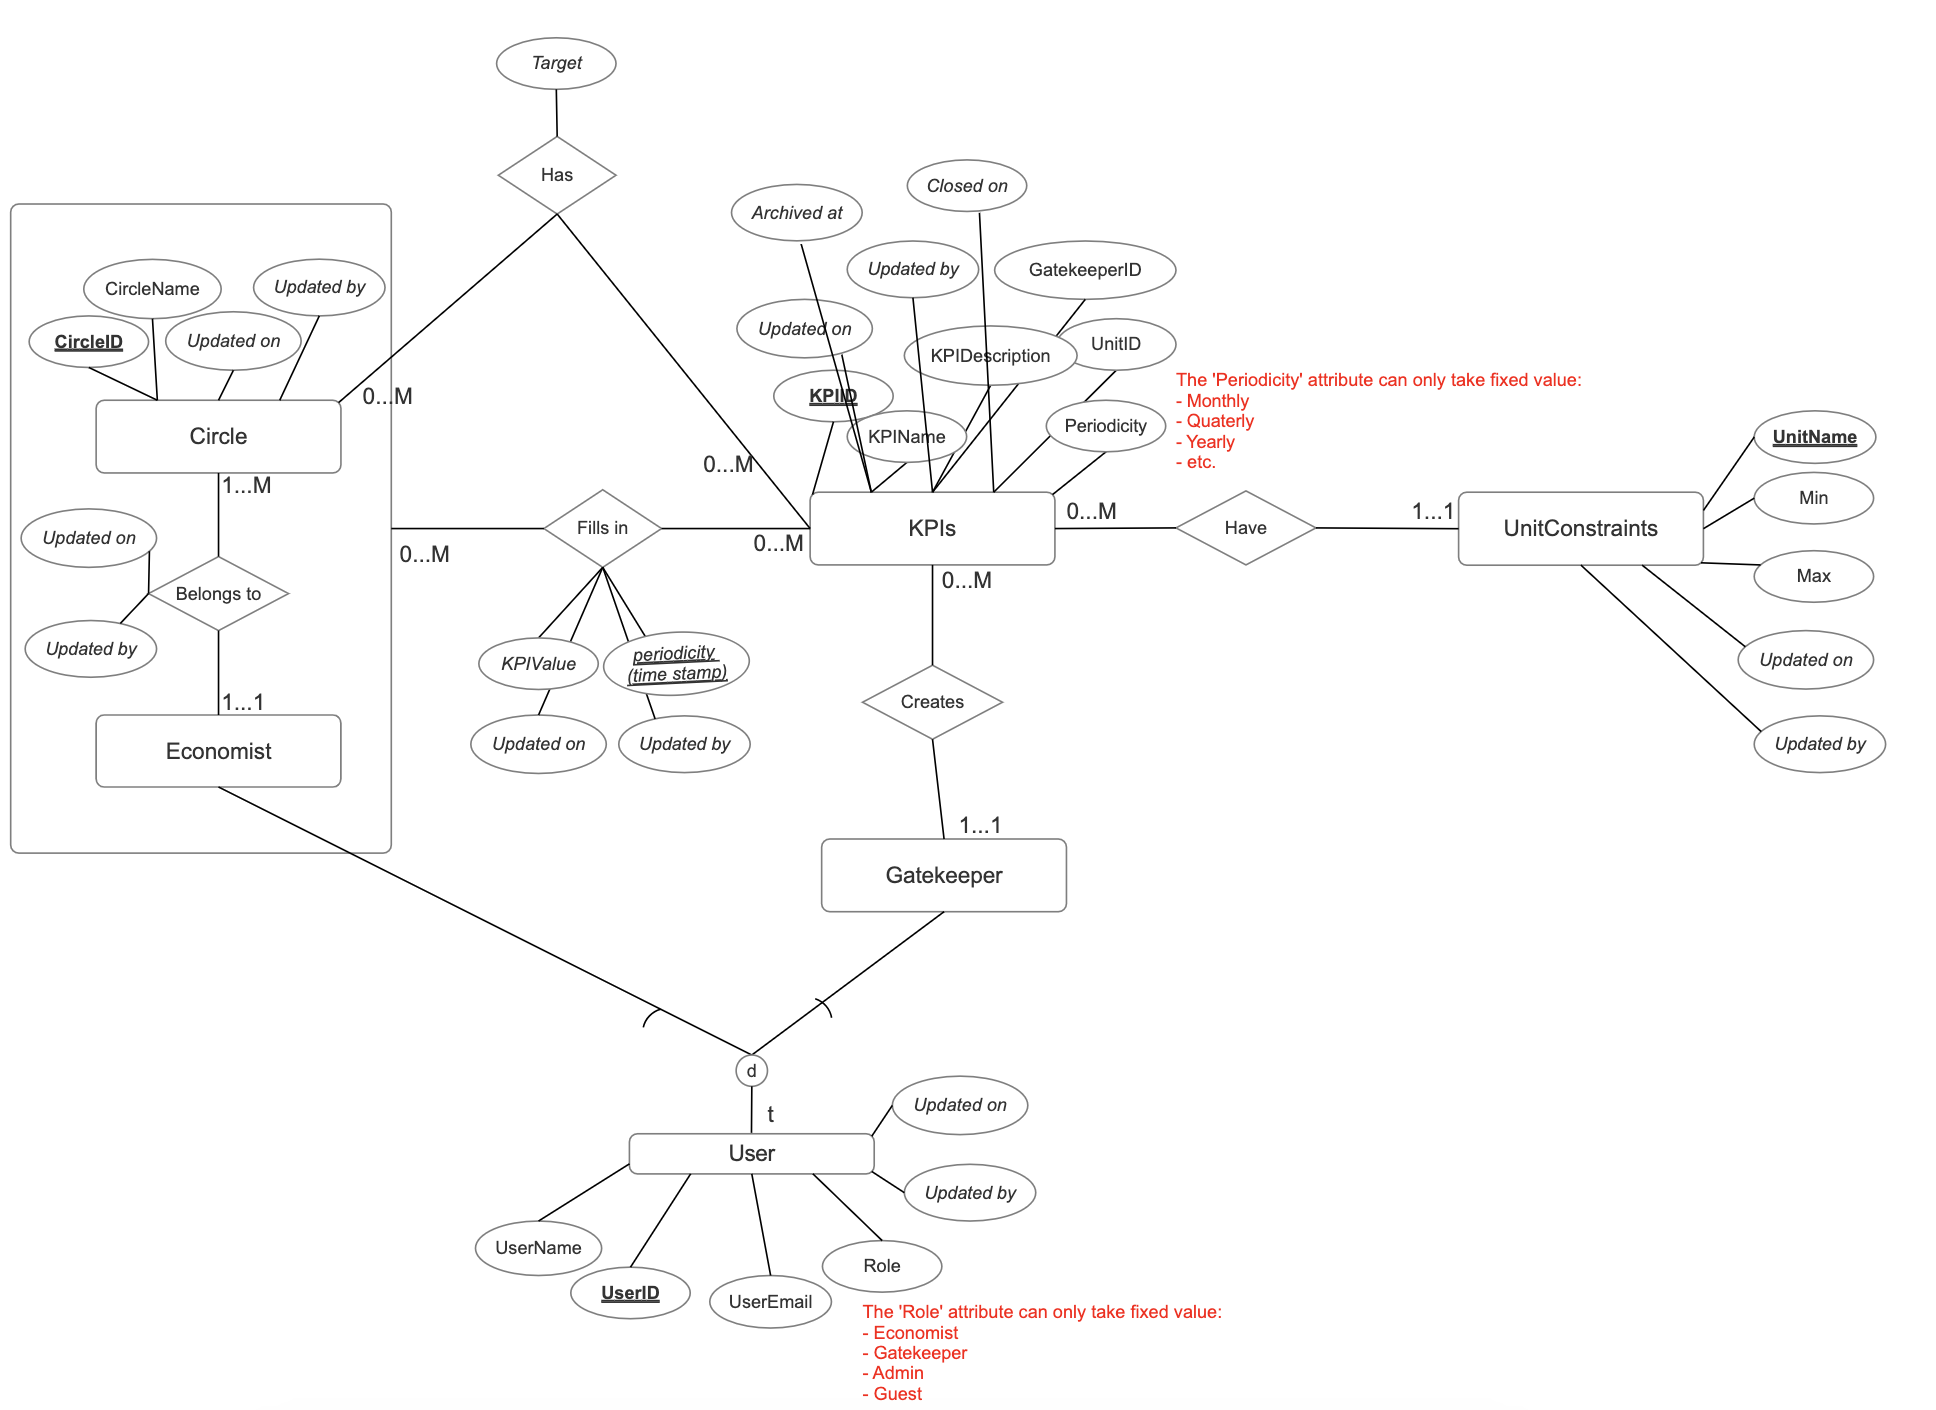 Target
Has
Closed on
Archived at
Updated by
GatekeeperID
CircleName
Updated by
CircleID
Updated on
Updated on
KPIDescription
UnitID
KPIID
KPIName
Periodicity
The 'Periodicity' attribute can only take fixed value:
- Monthly
- Quaterly
- Yearly
- etc.
0...M
Circle
1...M
0...M
UnitName
Min
Max
Updated on
Updated by
Fills in
0...M
0...M
KPIs
0...M
Have
1...1
UnitConstraints
0...M
Updated on
Belongs to
Updated by
1...1
Economist
KPIValue
periodicity
(time stamp)
Updated on
Updated by
Creates
1...1
Gatekeeper
d
t
User
Updated on
Updated by
UserName
UserID
UserEmail
Role
The 'Role' attribute can only take fixed value:
- Economist
- Gatekeeper
- Admin
- Guest